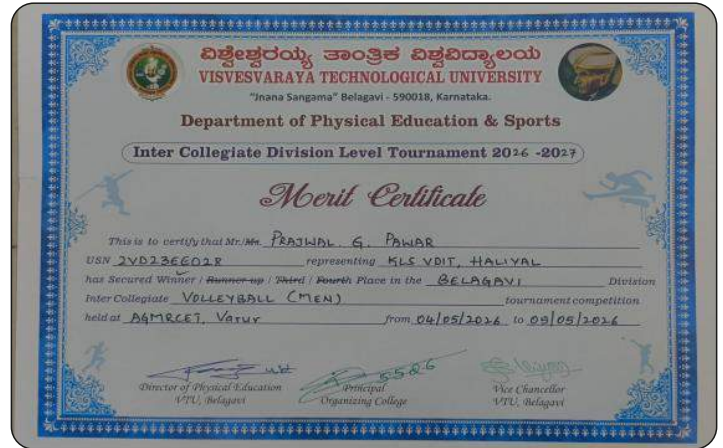 ವಿಶ್ವೇಶ್ವರಯ್ಯ ತಾಂತ್ರಿಕ ವಿಶ್ವವಿದ್ಯಾಲಯ
VISVESVARAYA TECHNOLOGICAL UNIVERSITY
"Jnana Sangama" Belagavi - 590018, Karnataka.
Department of Physical Education & Sports
Inter Collegiate Division Level Tournament 2026 -2027
Merit Certificate
This is to certify that Mr./Ms. PRAJWAL. G. PAWAR
USN 2VD23EE028 representing KLS VDIT, HALIYAL
has Secured Winner / Runner up / Third / Fourth Place in the BELAGAVI Division
Inter Collegiate VOLLEYBALL (MEN) tournament competition
held at AGMRCET, Varur from 04/05/2026 to 05/05/2026
Director of Physical Education Principal Vice Chancellor
VTU, Belagavi Organizing College VTU, Belagavi